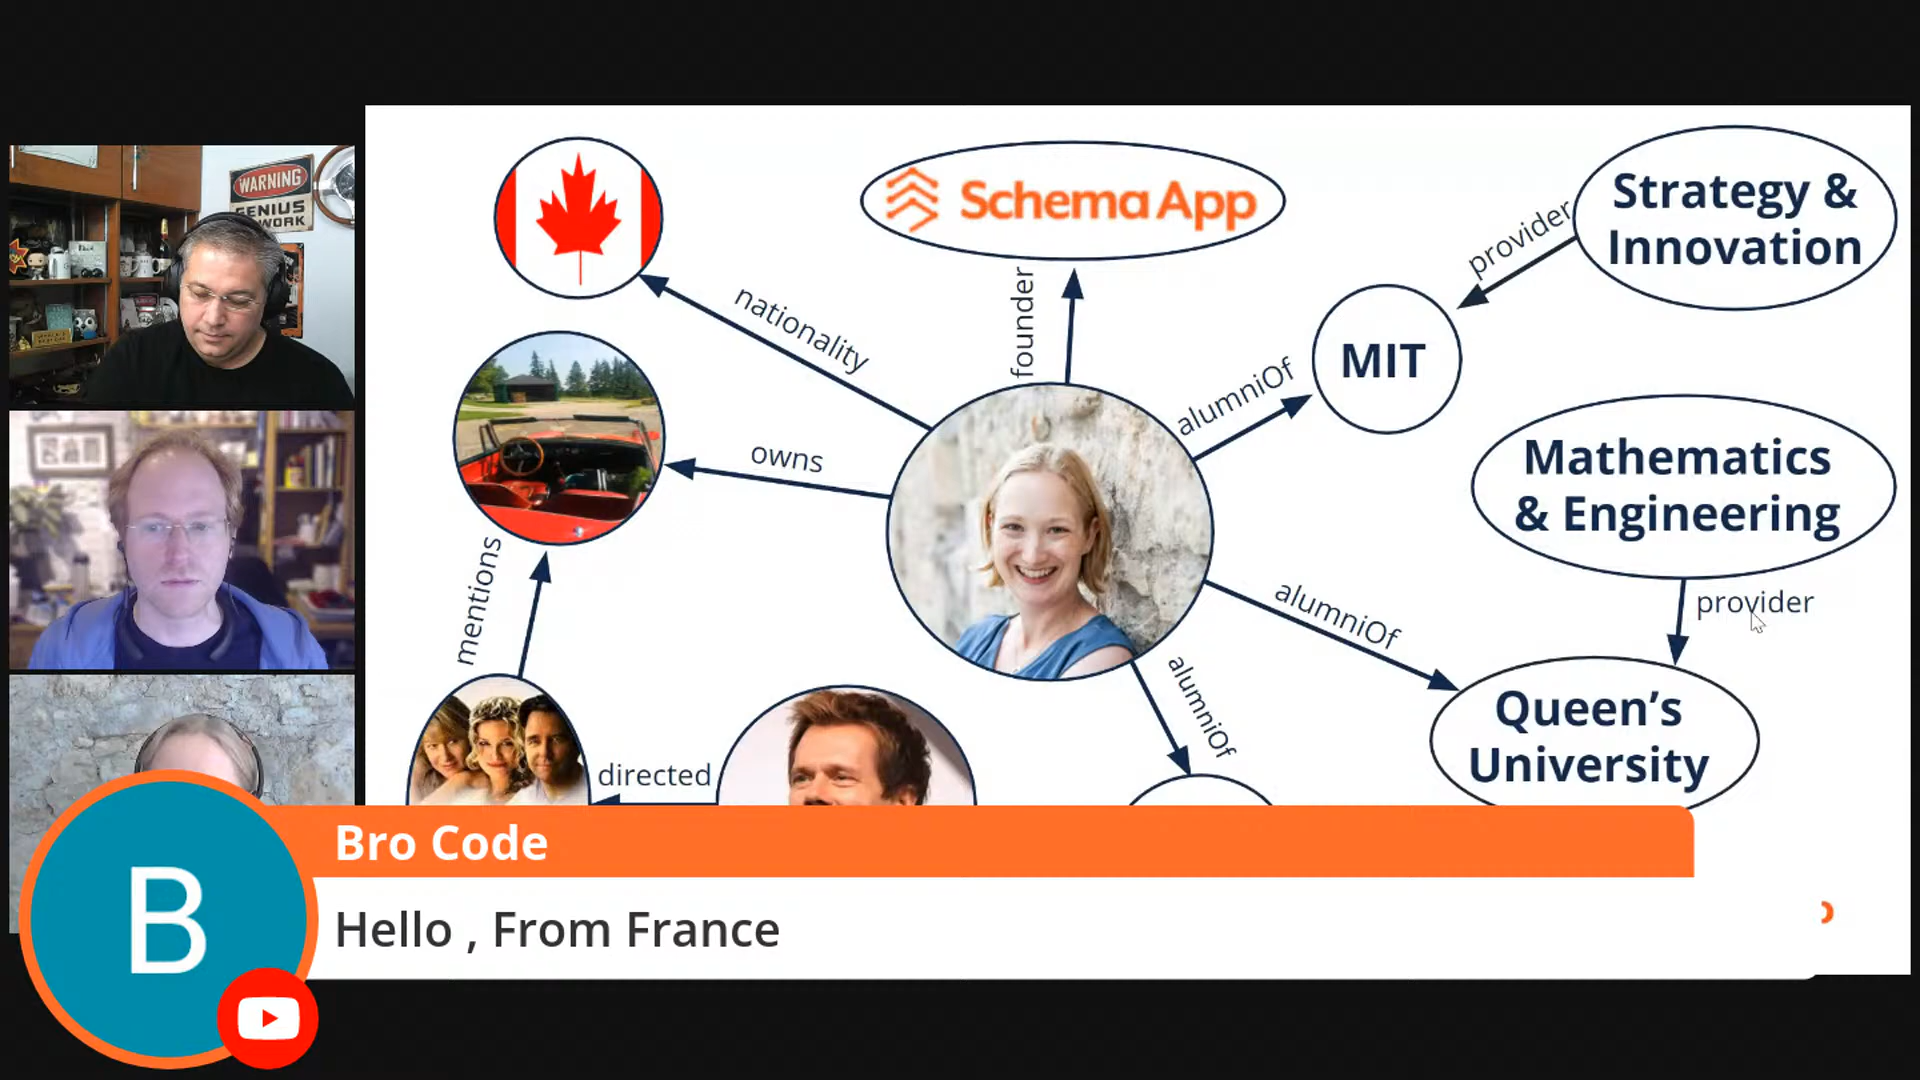 WARNING
GENIUS
WORK
Schema App
Strategy &
Innovation
provider
nationality
founder
alumniOf
MIT
owns
Mathematics
& Engineering
mentions
alumniOf
provider
alumniOf
Queen's
University
directed
Bro Code
B
Hello , From France